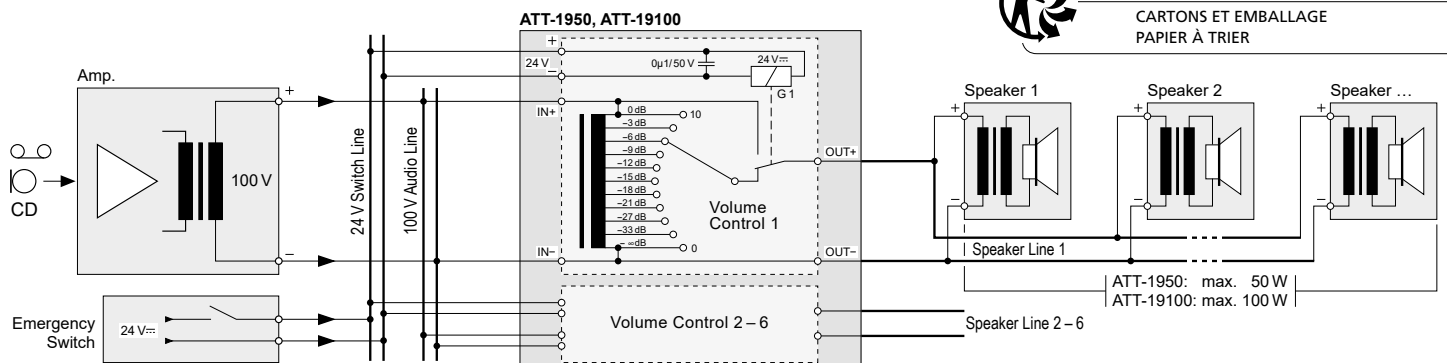 ATT-1950, ATT-19100
CARTONS ET EMBALLAGE
PAPIER À TRIER
Amp.
+
100 V
−
CD
24 V Switch Line
100 V Audio Line
+
24 V
−
0µ1/50 V
24 V⎓
G 1
IN+
0 dB
10
−3 dB
−6 dB
−9 dB
−12 dB
−15 dB
−18 dB
−21 dB
−27 dB
−33 dB
− ∞dB
0
IN−
Volume
Control 1
OUT+
OUT−
Speaker 1
+
−
Speaker 2
+
−
Speaker …
+
−
Speaker Line 1
ATT-1950: max. 50 W
ATT-19100: max. 100 W
Emergency
Switch
24 V⎓
Volume Control 2 – 6
Speaker Line 2 – 6